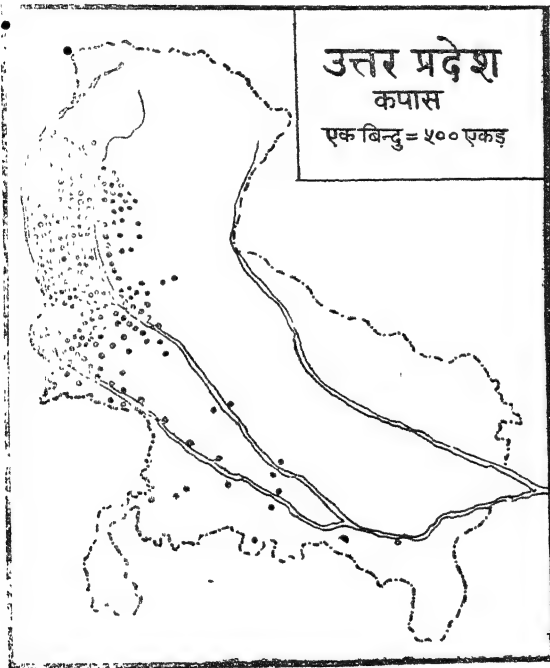 उत्तर प्रदेश
कपास
एक बिन्दु = ५०० एकड़